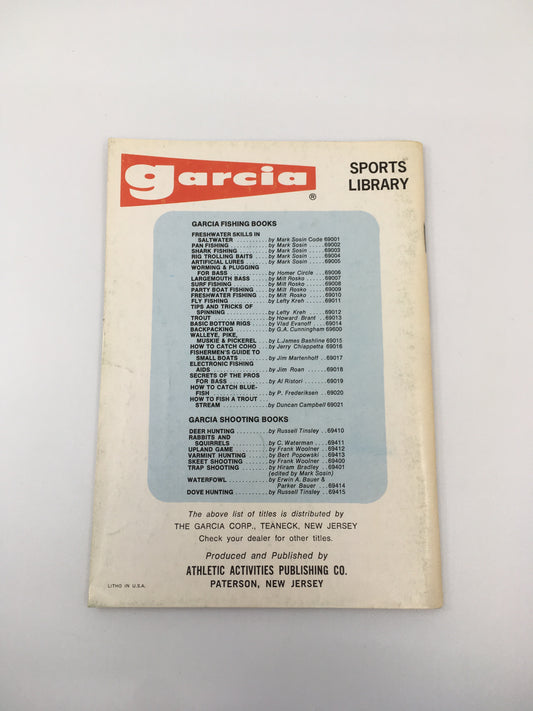 garcia ®
SPORTS
LIBRARY
GARCIA FISHING BOOKS
FRESHWATER SKILLS IN
SALTWATER . . . . . . . . . by Mark Sosin Code 69001
PAN FISHING . . . . . . . . . by Mark Sosin . . . 69002
SHARK FISHING . . . . . . . . . by Mark Sosin . . . 69003
RIG TROLLING BAITS . . . by Mark Sosin . . . 69004
ARTIFICIAL LURES . . . . . by Mark Sosin . . . 69005
WORMING & PLUGGING
FOR BASS . . . . . . . . . by Homer Circle . . . 69006
LARGEMOUTH BASS . . . by Milt Rosko . . . 69007
SURF FISHING . . . . . . . . . by Milt Rosko . . . 69008
PARTY BOAT FISHING . . . by Milt Rosko . . . 69009
FRESHWATER FISHING . . . by Milt Rosko . . . 69010
FLY FISHING . . . . . . . . . by Lefty Kreh . . . 69011
TIPS AND TRICKS OF
SPINNING . . . . . . . . . by Lefty Kreh . . . 69012
TROUT . . . . . . . . . by Howard Brant . . 69013
BASIC BOTTOM RIGS . . . by Vlad Evanoff . . . 69014
BACKPACKING . . . . . . . . . by G.A. Cunningham 69600
WALLEYE, PIKE,
MUSKIE & PICKEREL . . by L.James Bashline 69015
HOW TO CATCH COHO . . by Jerry Chiappetta 69016
FISHERMEN'S GUIDE TO
SMALL BOATS . . . . . . by Jim Martenhoff . . 69017
ELECTRONIC FISHING
AIDS . . . . . . . . . by Jim Roan . . . . . 69018
SECRETS OF THE PROS
FOR BASS . . . . . . . . . by Al Ristori . . . . 69019
HOW TO CATCH BLUE-
FISH . . . . . . . . . by P. Frederiksen . . 69020
HOW TO FISH A TROUT
STREAM . . . . . . . . . by Duncan Campbell 69021
GARCIA SHOOTING BOOKS
DEER HUNTING . . . . . . . . . by Russell Tinsley . . 69410
RABBITS AND
SQUIRRELS . . . . . . . . . by C. Waterman . . . 69411
UPLAND GAME . . . . . . . . . by Frank Woolner . . 69412
VARMINT HUNTING . . . . . by Bert Popowski . . 69413
SKEET SHOOTING . . . . . . by Frank Woolner . . 69400
TRAP SHOOTING . . . . . . by Hiram Bradley . . 69401
(edited by Mark Sosin)
WATERFOWL . . . . . . . . . by Erwin A. Bauer &
Parker Bauer . . . 69414
DOVE HUNTING . . . . . . . . . by Russell Tinsley . . 69415
The above list of titles is distributed by
THE GARCIA CORP., TEANECK, NEW JERSEY
Check your dealer for other titles.
Produced and Published by
ATHLETIC ACTIVITIES PUBLISHING CO.
PATERSON, NEW JERSEY
LITHO IN U.S.A.